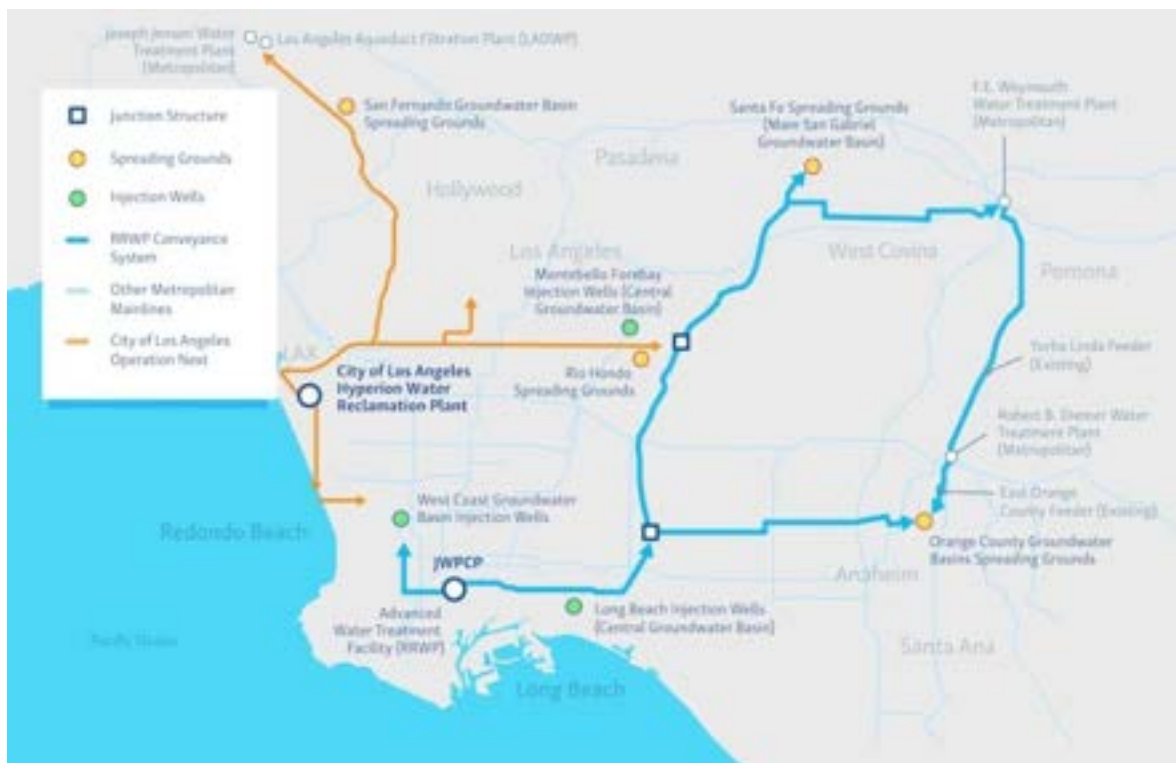 Joseph Jensen Water
Treatment Plant
(Metropolitan)
Los Angeles Aqueduct Filtration Plant (LADWP)
Junction Structure
Spreading Grounds
Injection Wells
RRWP Conveyance
System
Other Metropolitan
Mainlines
City of Los Angeles
Operation Next
San Fernando Groundwater Basin
Spreading Grounds
Santa Fe Spreading Grounds
(Main San Gabriel
Groundwater Basin)
F.E. Weymouth
Water Treatment Plant
(Metropolitan)
Pasadena
Hollywood
Los Angeles
West Covina
Pomona
Montebello Forebay
Injection Wells (Central
Groundwater Basin)
LAX
City of Los Angeles
Hyperion Water
Reclamation Plant
Rio Hondo
Spreading Grounds
Yorba Linda Feeder
(Existing)
Robert B. Diemer Water
Treatment Plant
(Metropolitan)
East Orange
County Feeder (Existing)
West Coast Groundwater
Basin Injection Wells
Redondo Beach
JWPCP
Orange County Groundwater
Basins Spreading Grounds
Anaheim
Advanced
Water Treatment
Facility (RRWP)
Long Beach Injection Wells
(Central Groundwater Basin)
Pacific Ocean
Santa Ana
Long Beach